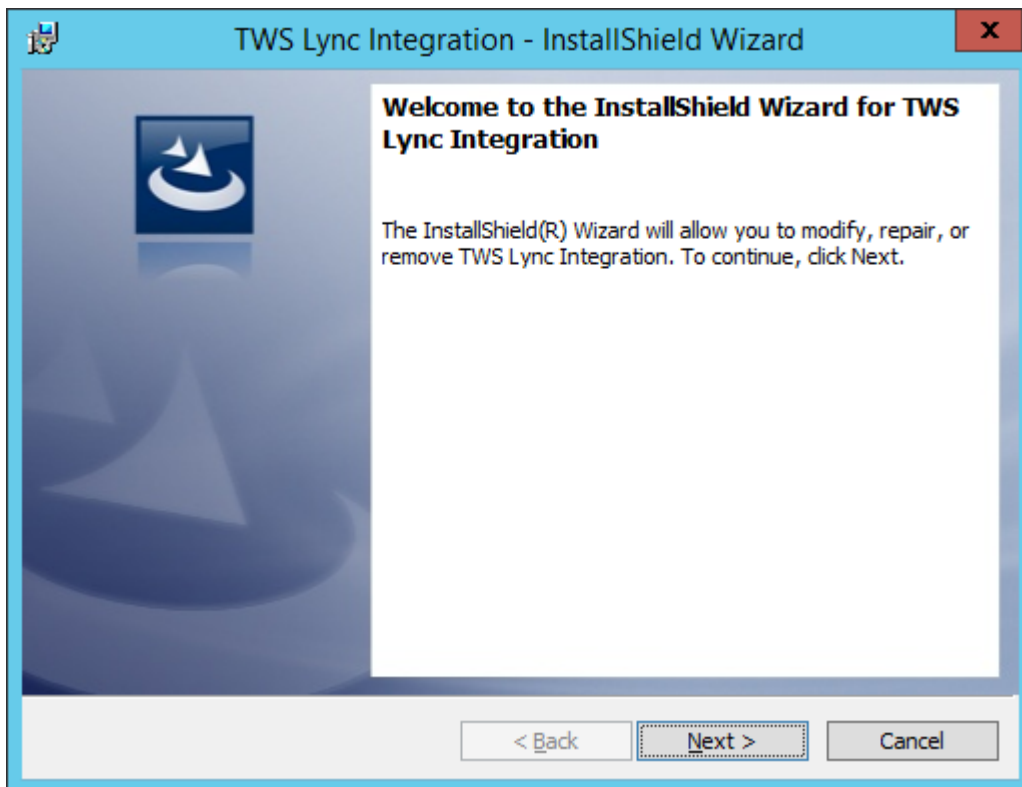 TWS Lync Integration - InstallShield Wizard
x
Welcome to the InstallShield Wizard for TWS
Lync Integration
The InstallShield(R) Wizard will allow you to modify, repair, or
remove TWS Lync Integration. To continue, click Next.
< Back
Next >
Cancel